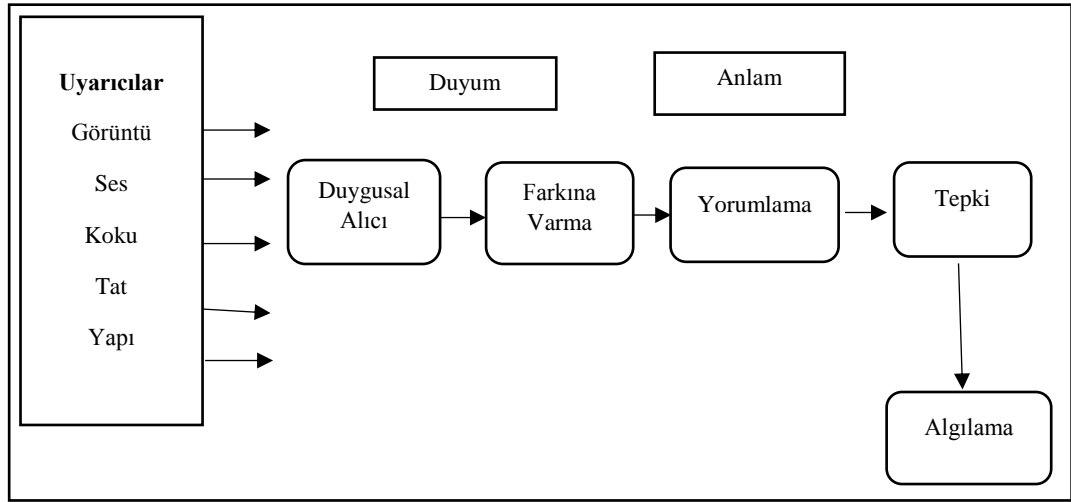 Uyarıcılar
Görüntü
Ses
Koku
Tat
Yapı
Duyum
Anlam
Duygusal
Alıcı
Farkına
Varma
Yorumlama
Tepki
Algılama